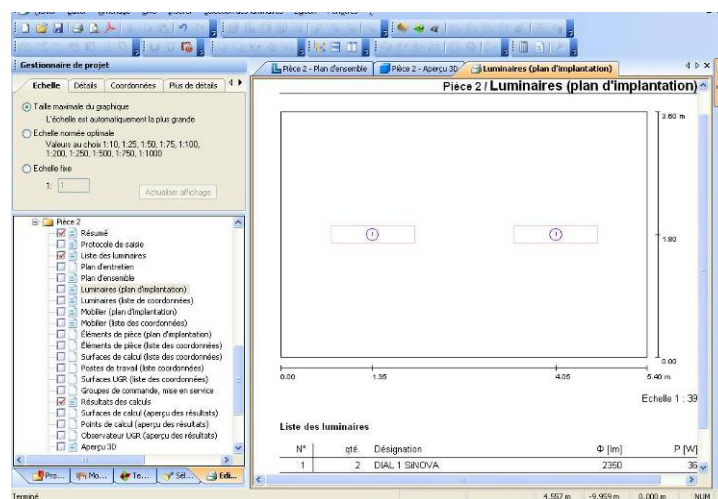 Gestionnaire de projet
Pièce 2 - Plan d'ensemble
Pièce 2 - Aperçu 3D
Luminaires (plan d'implantation)
Echelle
Détails
Coordonnées
Plus de détails
Pièce 2 / Luminaires (plan d'implantation)
Taille maximale du graphique
L'échelle est automatiquement la plus grande
Echelle normée optimale
Valeurs au choix 1:10, 1:25, 1:50, 1:75, 1:100,
1:200, 1:250, 1:500, 1:750, 1:1000
Echelle fixe
1: 1
Actualiser affichage
3.60 m
1.80
0.00
0.00
1.35
4.05
5.40 m
Echelle 1 : 39
Pièce 2
Résumé
Protocole de saisie
Liste des luminaires
Plan d'entretien
Plan d'ensemble
Luminaires (plan d'implantation)
Luminaires (liste de coordonnées)
Mobilier (plan d'implantation)
Mobilier (liste des coordonnées)
Éléments de pièce (plan d'implantation)
Éléments de pièce (liste des coordonnées)
Surfaces de calcul (liste des coordonnées)
Postes de travail (liste coordonnées)
Surfaces UGR (liste des coordonnées)
Groupes de commande, mise en service
Résultats des calculs
Surfaces de calcul (aperçu des résultats)
Points de calcul (aperçu des résultats)
Observateur UGR (aperçu des résultats)
Aperçu 3D
Liste des luminaires
N° qté. Désignation Φ [lm] P [W]
1 2 DIAL 1 SiNOVA 2350 36
Pro...
Mo...
Te...
Sél...
Edi...
Terminé
4.557 m -9.959 m 0.000 m NUM